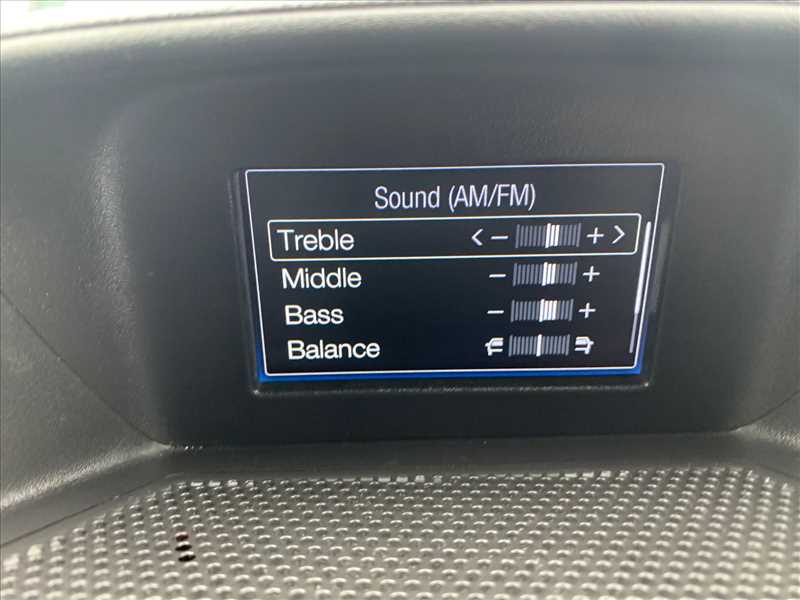 Sound (AM/FM)
Treble < − + >
Middle − +
Bass − +
Balance